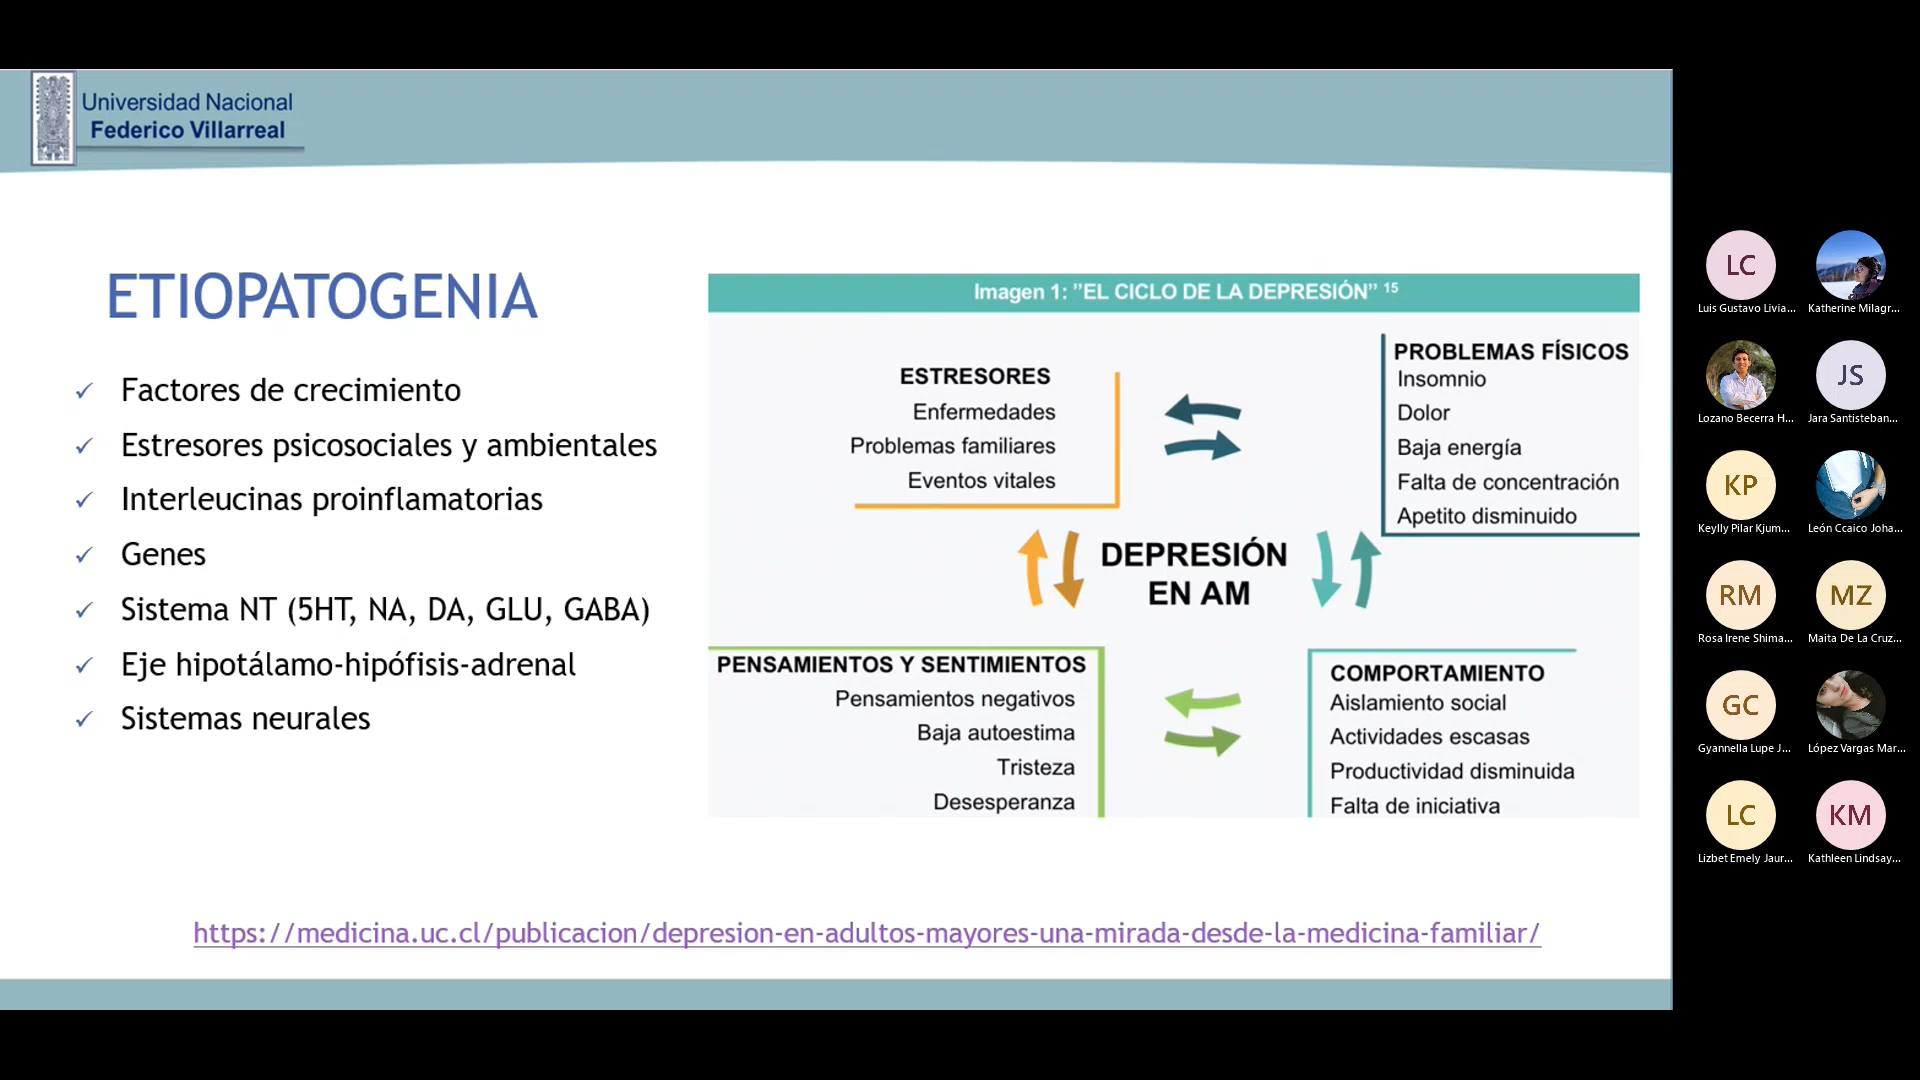 Universidad Nacional
Federico Villarreal
ETIOPATOGENIA
✓ Factores de crecimiento
✓ Estresores psicosociales y ambientales
✓ Interleucinas proinflamatorias
✓ Genes
✓ Sistema NT (5HT, NA, DA, GLU, GABA)
✓ Eje hipotálamo-hipófisis-adrenal
✓ Sistemas neurales
Imagen 1: ”EL CICLO DE LA DEPRESIÓN” 15
ESTRESORES
Enfermedades
Problemas familiares
Eventos vitales
PROBLEMAS FÍSICOS
Insomnio
Dolor
Baja energía
Falta de concentración
Apetito disminuido
DEPRESIÓN
EN AM
PENSAMIENTOS Y SENTIMIENTOS
Pensamientos negativos
Baja autoestima
Tristeza
Desesperanza
COMPORTAMIENTO
Aislamiento social
Actividades escasas
Productividad disminuida
Falta de iniciativa
https://medicina.uc.cl/publicacion/depresion-en-adultos-mayores-una-mirada-desde-la-medicina-familiar/
LC
Luis Gustavo Livia...
Katherine Milagr...
Lozano Becerra H...
JS
Jara Santisteban...
KP
Keylly Pilar Kjum...
León Ccaico Joha...
RM
Rosa Irene Shima...
MZ
Maita De La Cruz...
GC
Gyannella Lupe J...
López Vargas Mar...
LC
Lizbet Emely Jaur...
KM
Kathleen Lindsay...